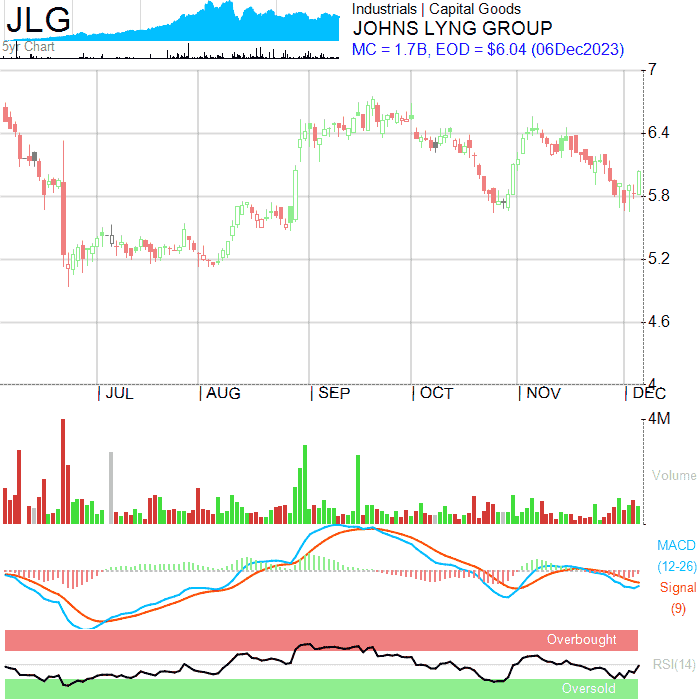 JLG
5yr Chart
Industrials | Capital Goods
JOHNS LYNG GROUP
MC = 1.7B, EOD = $6.04 (06Dec2023)
7
6.4
5.8
5.2
4.6
4
JUL AUG SEP OCT NOV DEC
4M
Volume
MACD
(12-26)
Signal
(9)
Overbought
RSI(14)
Oversold